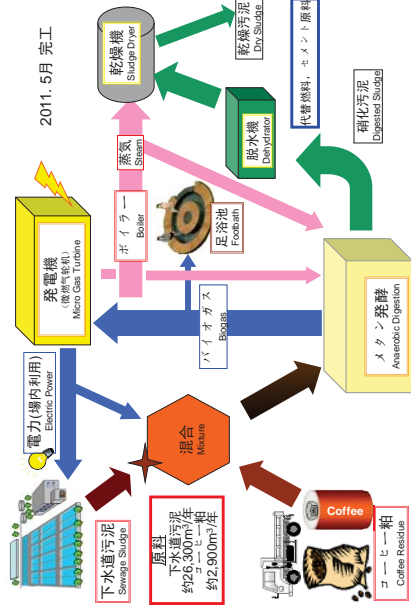 2011. 5月 完工
電力(場内利用)
Electric Power
発電機
(微燃气轮机)
Micro Gas Turbine
乾燥機
Sludge Dryer
ボイラー
Boiler
蒸気
Steam
乾燥汚泥
Dry Sludge
下水道汚泥
Sewage Sludge
混合
Mixture
バイオガス
Biogas
足浴池
Footbath
脱水機
Dehydrator
代替燃料, セメント原料
原料
下水道汚泥
約26,300m³/年
コーヒー粕
約2,900m³/年
硝化汚泥
Digested Sludge
Coffee
コーヒー粕
Coffee Residue
メタン発酵
Anaerobic Digestion